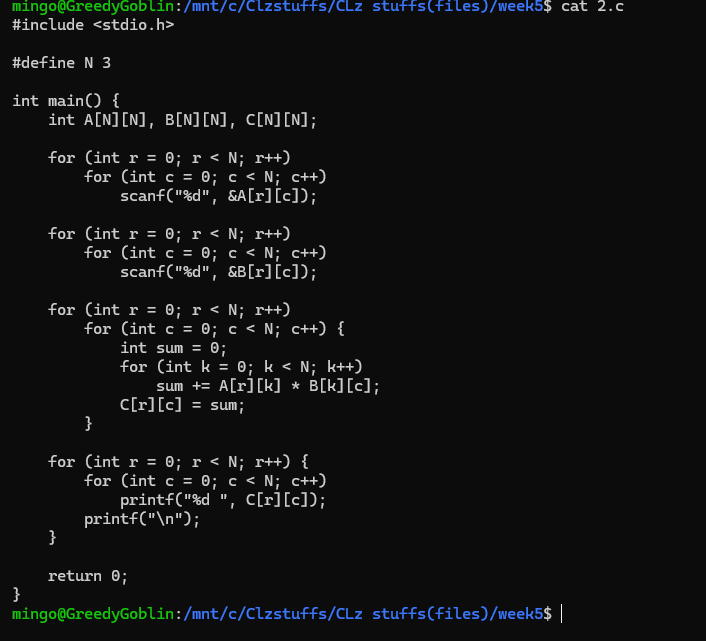 mingo@GreedyGoblin:/mnt/c/Clzstuffs/CLz stuffs(files)/week5$ cat 2.c
#include <stdio.h>

#define N 3

int main() {
    int A[N][N], B[N][N], C[N][N];

    for (int r = 0; r < N; r++)
        for (int c = 0; c < N; c++)
            scanf("%d", &A[r][c]);

    for (int r = 0; r < N; r++)
        for (int c = 0; c < N; c++)
            scanf("%d", &B[r][c]);

    for (int r = 0; r < N; r++)
        for (int c = 0; c < N; c++) {
            int sum = 0;
            for (int k = 0; k < N; k++)
                sum += A[r][k] * B[k][c];
            C[r][c] = sum;
        }

    for (int r = 0; r < N; r++) {
        for (int c = 0; c < N; c++)
            printf("%d ", C[r][c]);
        printf("\n");
    }

    return 0;
}
mingo@GreedyGoblin:/mnt/c/Clzstuffs/CLz stuffs(files)/week5$